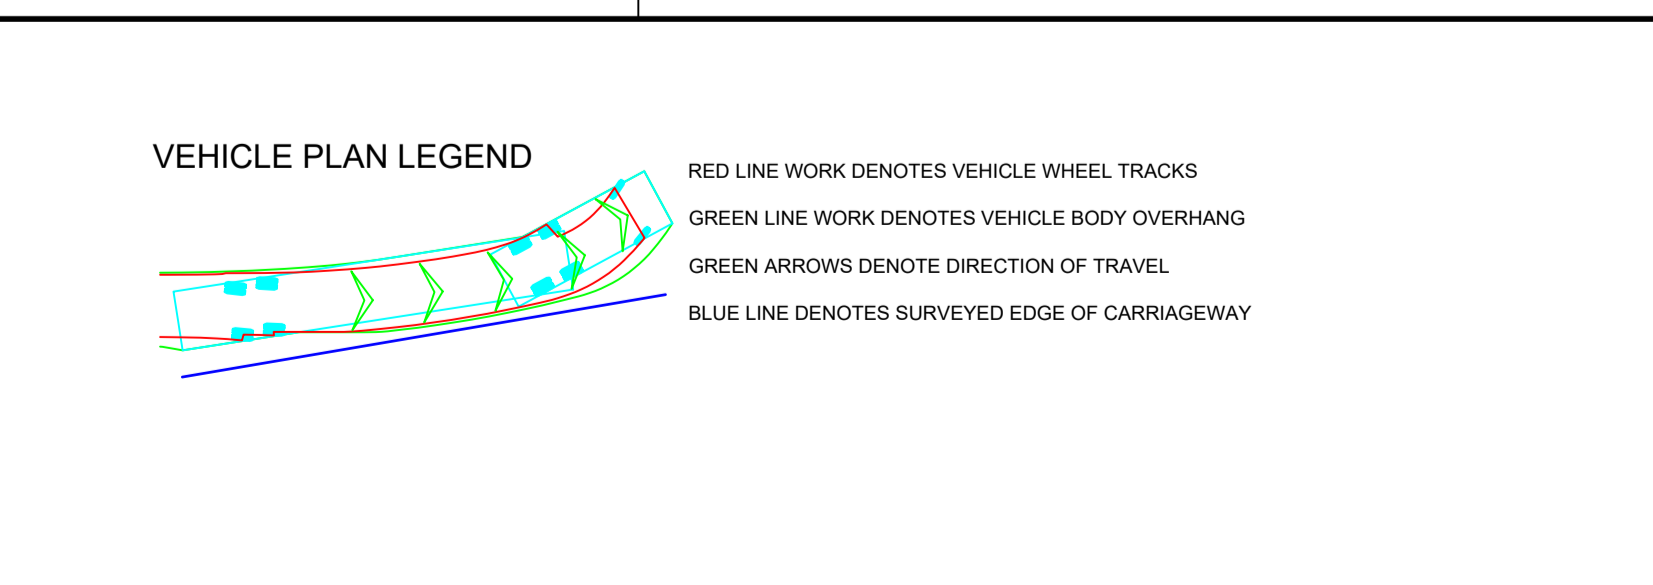 VEHICLE PLAN LEGEND
RED LINE WORK DENOTES VEHICLE WHEEL TRACKS
GREEN LINE WORK DENOTES VEHICLE BODY OVERHANG
GREEN ARROWS DENOTE DIRECTION OF TRAVEL
BLUE LINE DENOTES SURVEYED EDGE OF CARRIAGEWAY